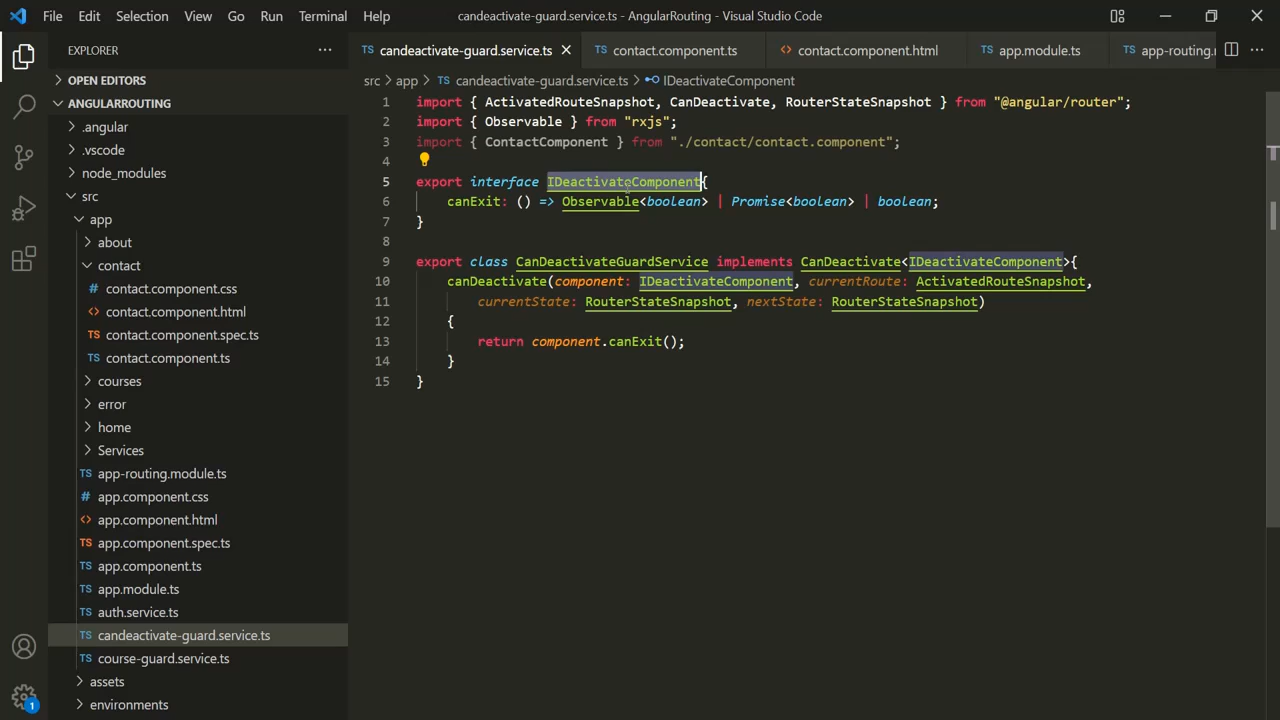 File Edit Selection View Go Run Terminal Help candeactivate-guard.service.ts - AngularRouting - Visual Studio Code
EXPLORER
OPEN EDITORS
ANGULARROUTING
.angular
.vscode
node_modules
src
app
about
contact
contact.component.css
contact.component.html
contact.component.spec.ts
contact.component.ts
courses
error
home
Services
app-routing.module.ts
app.component.css
app.component.html
app.component.spec.ts
app.component.ts
app.module.ts
auth.service.ts
candeactivate-guard.service.ts
course-guard.service.ts
assets
environments
1
TS candeactivate-guard.service.ts TS contact.component.ts <> contact.component.html TS app.module.ts TS app-routing.
src > app > TS candeactivate-guard.service.ts > IDeactivateComponent
1 import { ActivatedRouteSnapshot, CanDeactivate, RouterStateSnapshot } from "@angular/router";
2 import { Observable } from "rxjs";
3 import { ContactComponent } from "./contact/contact.component";
4
5 export interface IDeactivateComponent{
6 canExit: () => Observable<boolean> | Promise<boolean> | boolean;
7 }
8
9 export class CanDeactivateGuardService implements CanDeactivate<IDeactivateComponent>{
10 canDeactivate(component: IDeactivateComponent, currentRoute: ActivatedRouteSnapshot,
11 currentState: RouterStateSnapshot, nextState: RouterStateSnapshot)
12 {
13 return component.canExit();
14 }
15 }